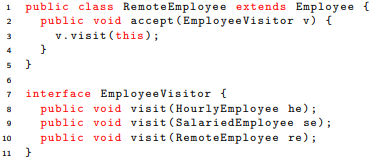 1 public class RemoteEmployee extends Employee {
2 public void accept(EmployeeVisitor v) {
3 v.visit(this);
4 }
5 }
6
7 interface EmployeeVisitor {
8 public void visit(HourlyEmployee he);
9 public void visit(SalariedEmployee se);
10 public void visit(RemoteEmployee re);
11 }